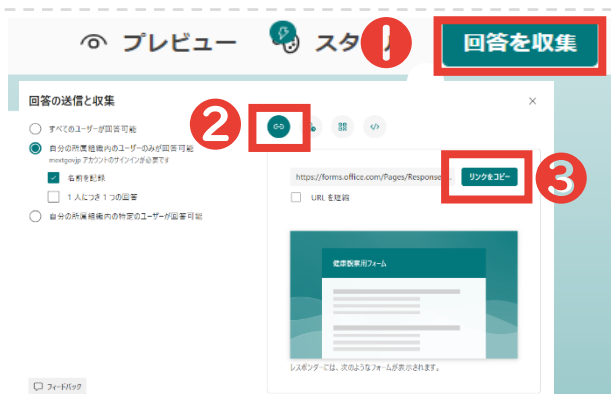 プレビュー
スタ
1
回答を収集
回答の送信と収集
すべてのユーザーが回答可能
自分の所属組織内のユーザーのみが回答可能
mextgovjp アカウントのサインインが必要です
名前を記録
1 人につき 1 つの回答
自分の所属組織内の特定のユーザーが回答可能
2
https://forms.office.com/Pages/Response
リンクをコピー
3
URL を短縮
健康観察用フォーム
レスポンダーには、次のようなフォームが表示されます。
フィードバック